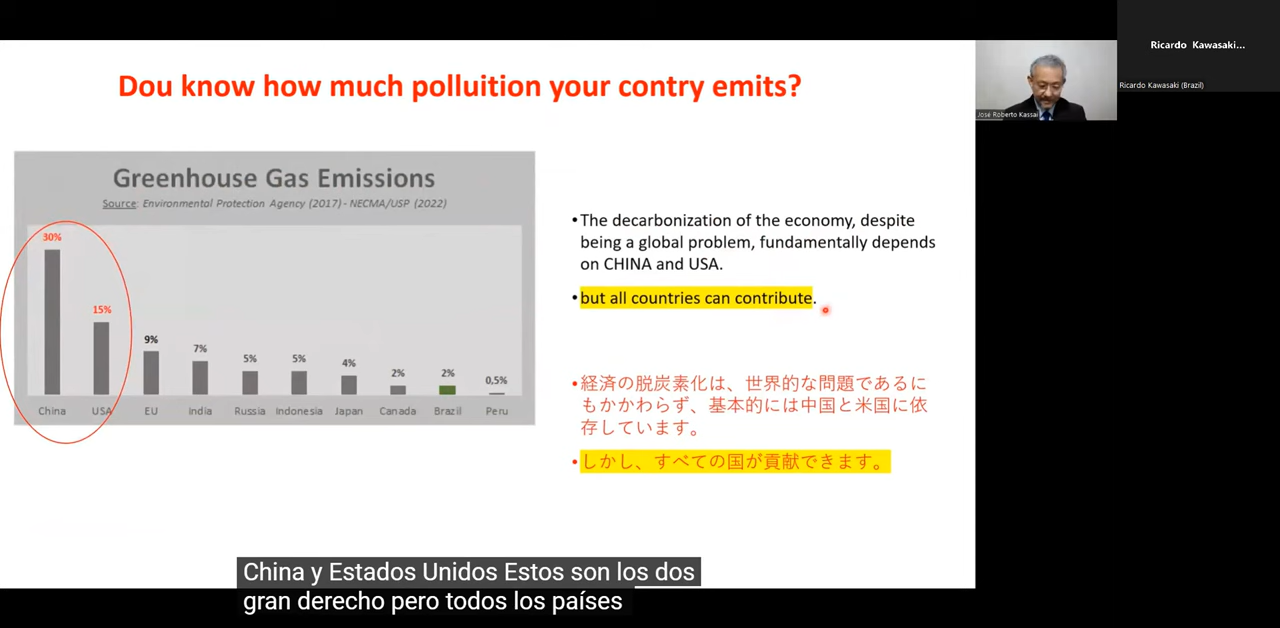 Dou know how much polluition your contry emits?
Greenhouse Gas Emissions
Source: Environmental Protection Agency (2017) - NECMA/USP (2022)
30%
15%
9%
7%
5%
5%
4%
2%
2%
0,5%
China
USA
EU
India
Russia
Indonesia
Japan
Canada
Brazil
Peru
•The decarbonization of the economy, despite
being a global problem, fundamentally depends
on CHINA and USA.
•but all countries can contribute.
•経済の脱炭素化は、世界的な問題であるに
もかかわらず、基本的には中国と米国に依
存しています。
•しかし、すべての国が貢献できます。
José Roberto Kassai
Ricardo Kawasaki...
Ricardo Kawasaki (Brazil)
China y Estados Unidos Estos son los dos
gran derecho pero todos los países